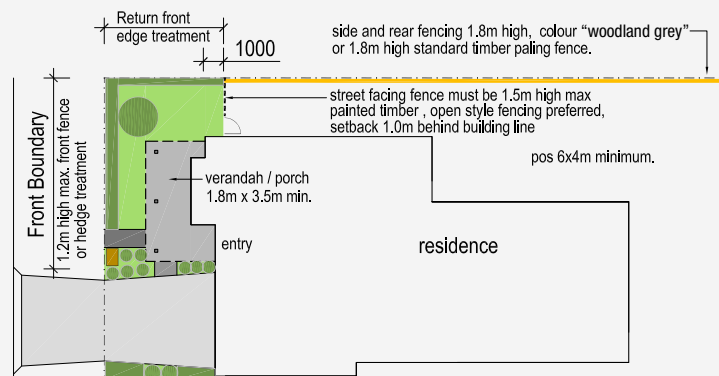 Return front
edge treatment
1000
side and rear fencing 1.8m high, colour “woodland grey”
or 1.8m high standard timber paling fence.
street facing fence must be 1.5m high max
painted timber , open style fencing preferred,
setback 1.0m behind building line
pos 6x4m minimum.
Front Boundary
1.2m high max. front fence
or hedge treatment
verandah / porch
1.8m x 3.5m min.
entry
residence